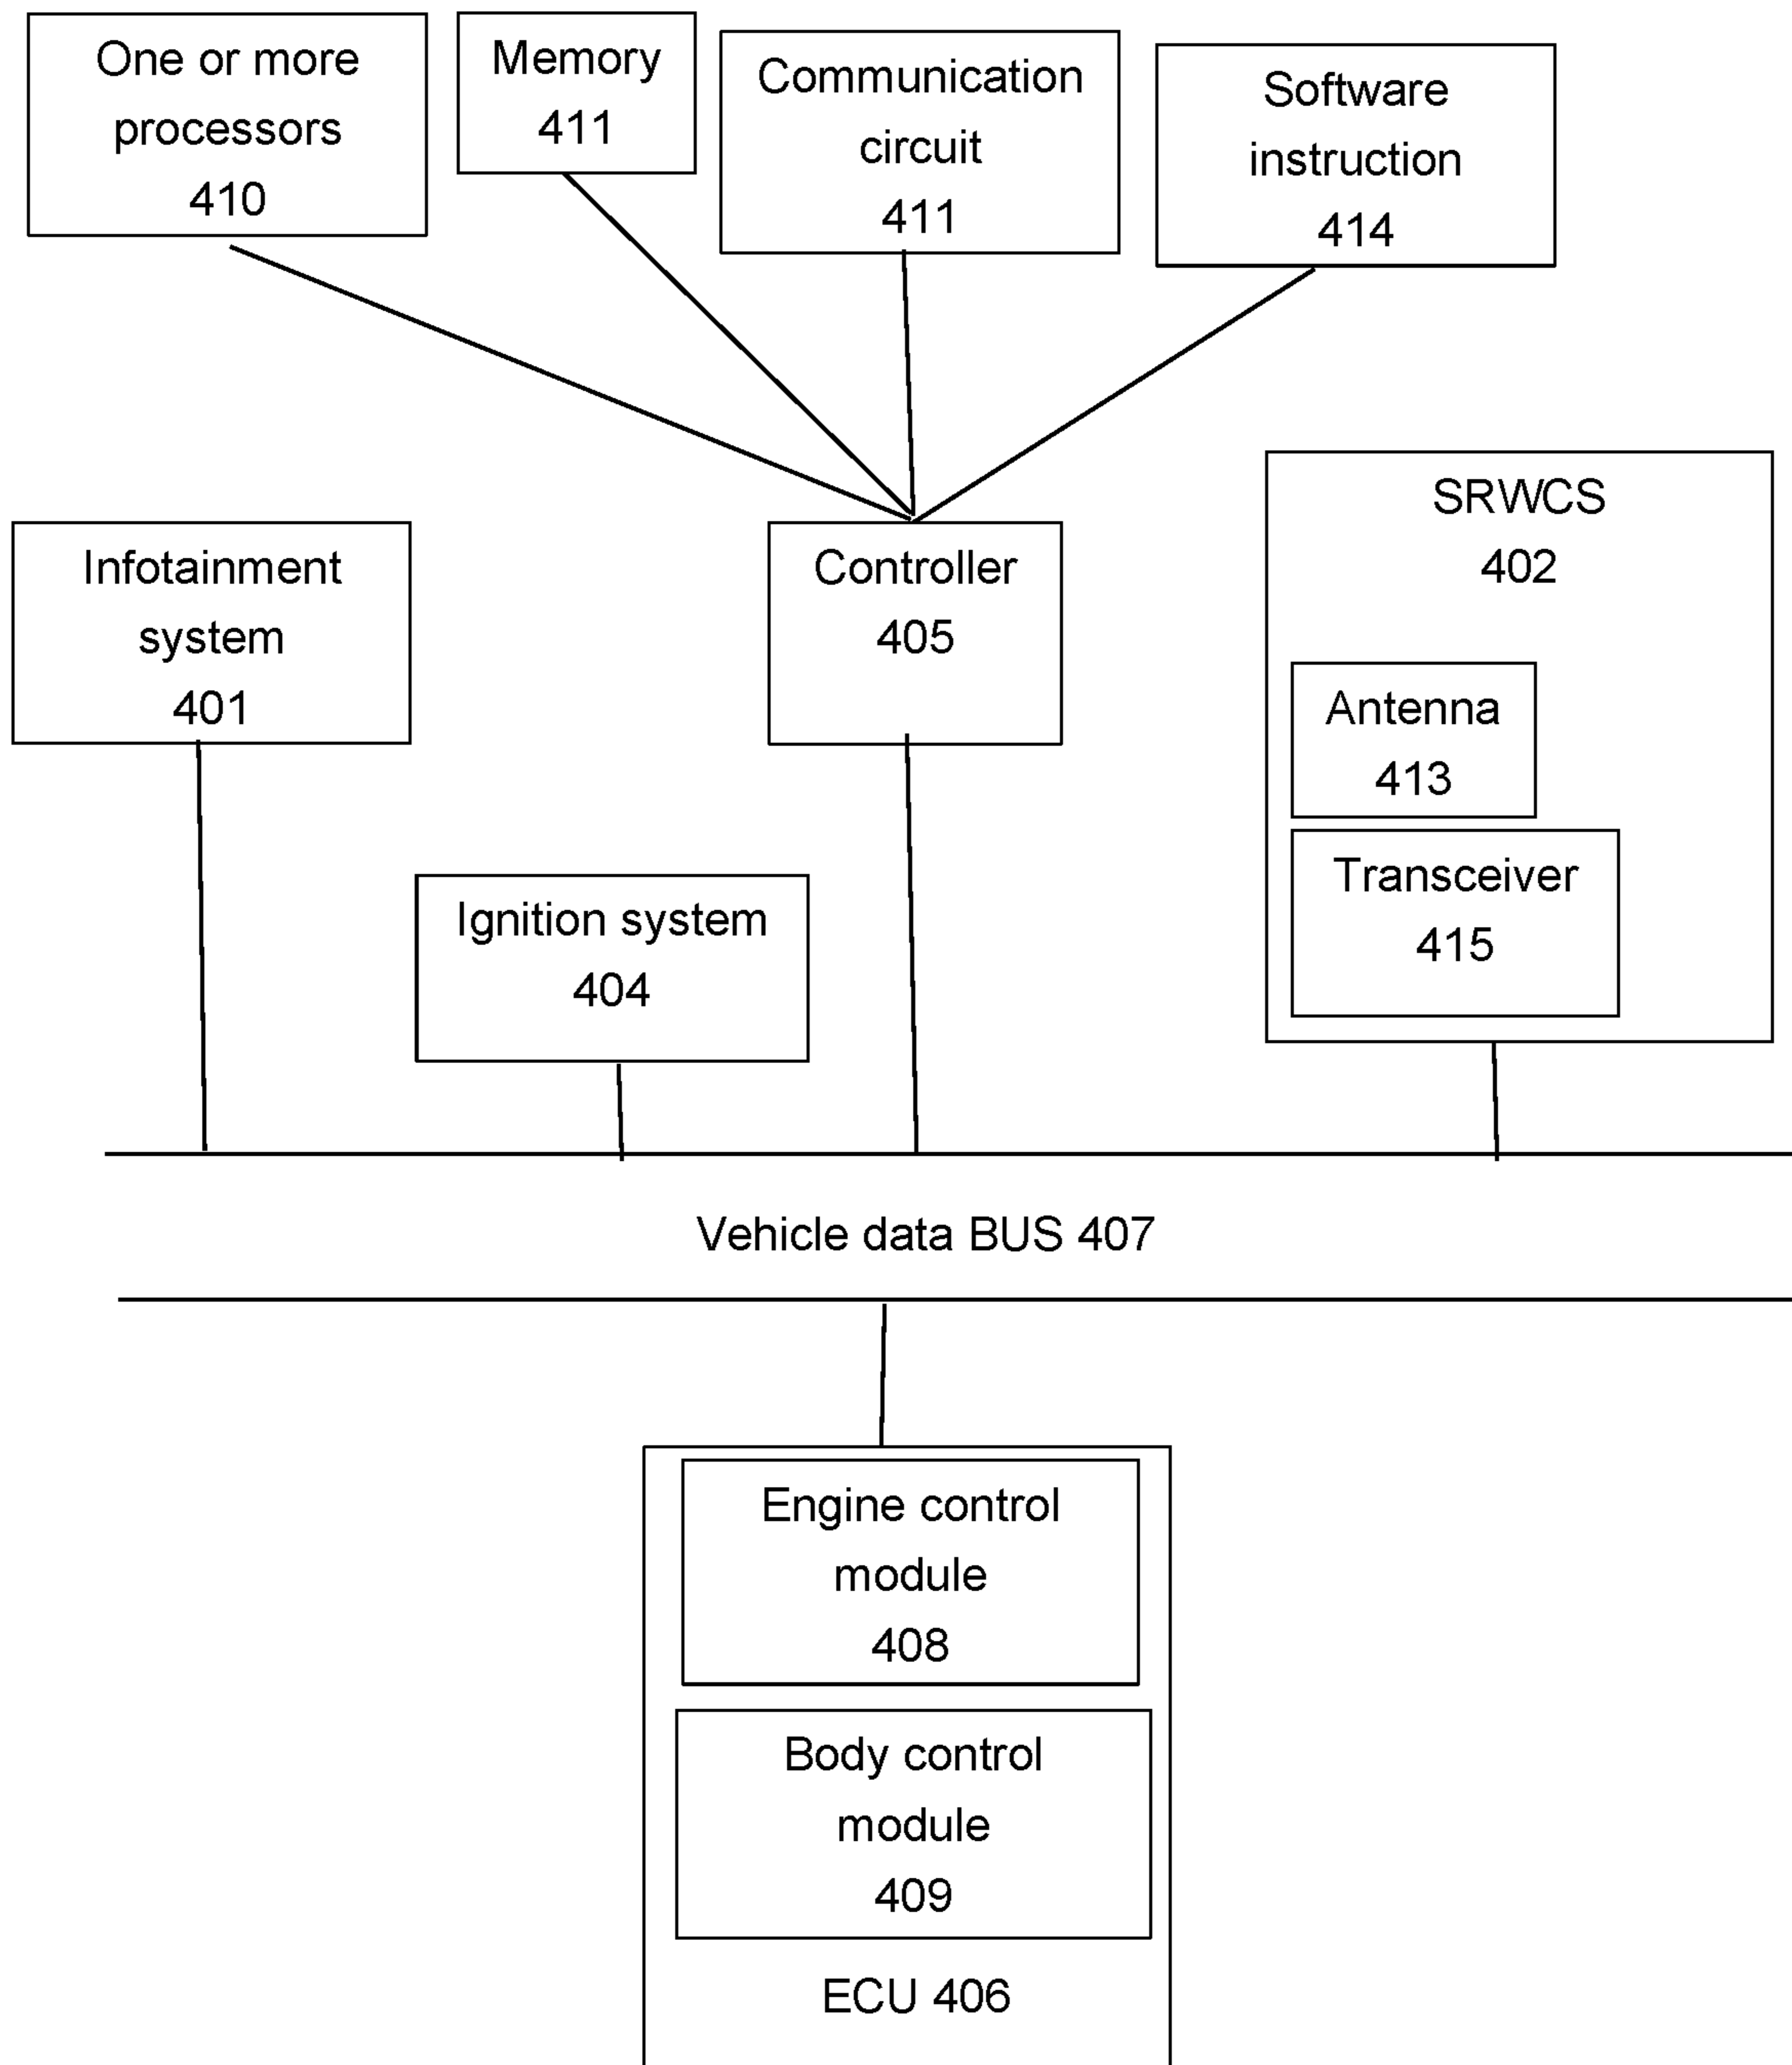 One or more
processors
410
Memory
411
Communication
circuit
411
Software
instruction
414
Infotainment
system
401
Controller
405
SRWCS
402
Antenna
413
Transceiver
415
Ignition system
404
Vehicle data BUS 407
Engine control
module
408
Body control
module
409
ECU 406